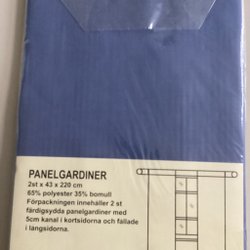 PANELGARDINER
2st x 43 x 220 cm
65% polyester 35% bomull
Förpackningen innehåller 2 st
färdigsydda panelgardiner med
5cm kanal i kortsidorna och fållade
i långsidorna.